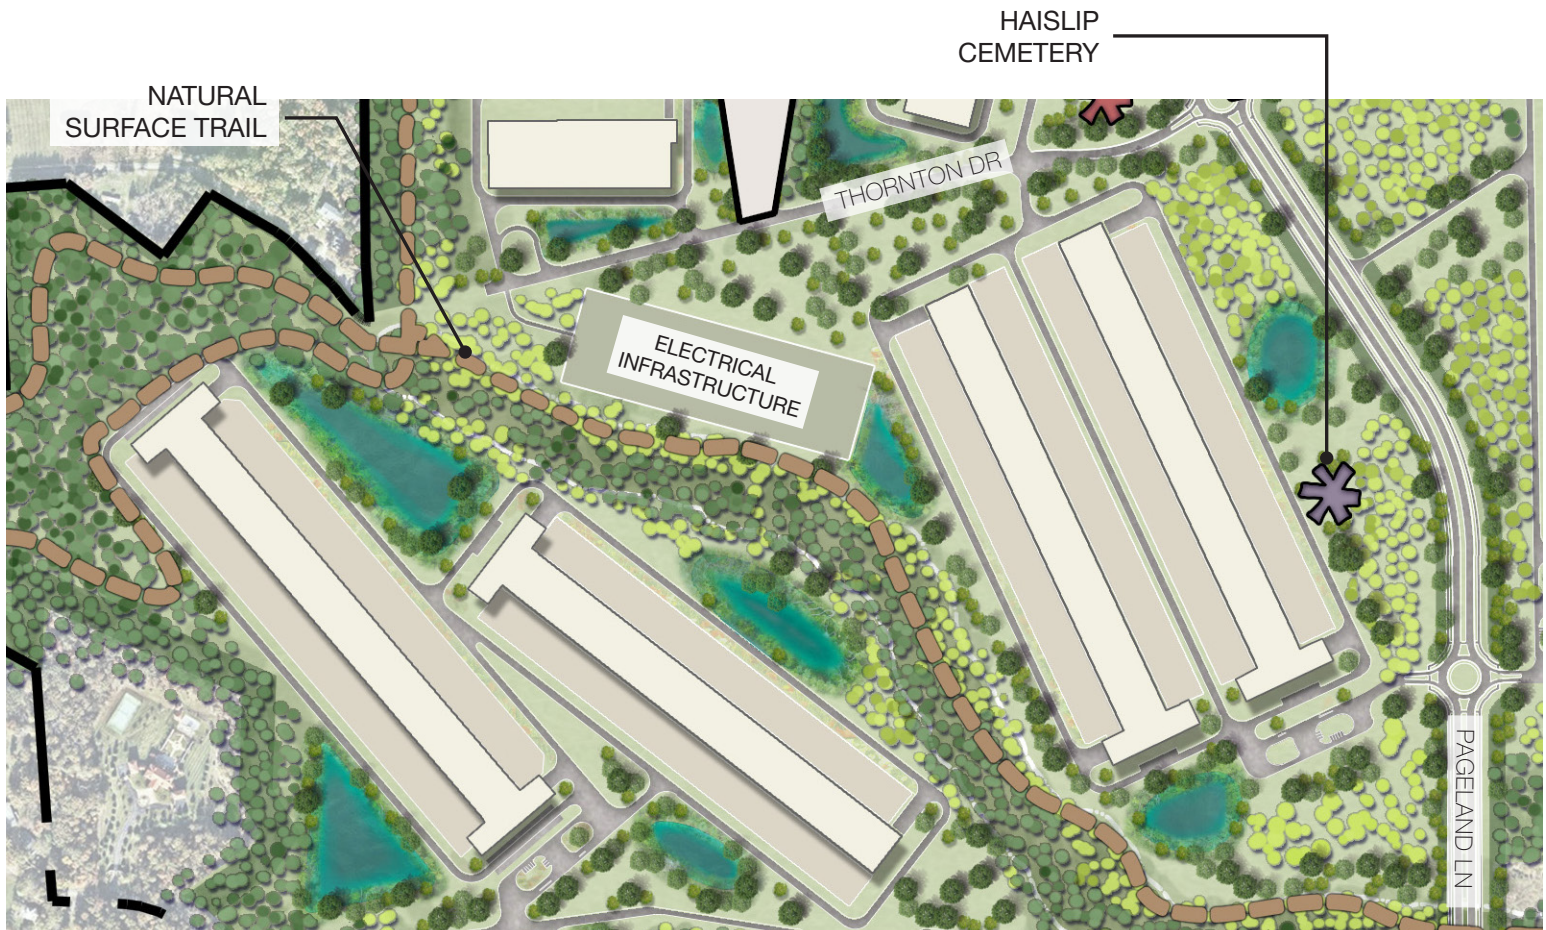 HAISLIP
CEMETERY
NATURAL
SURFACE TRAIL
THORNTON DR
ELECTRICAL
INFRASTRUCTURE
PAGELAND LN